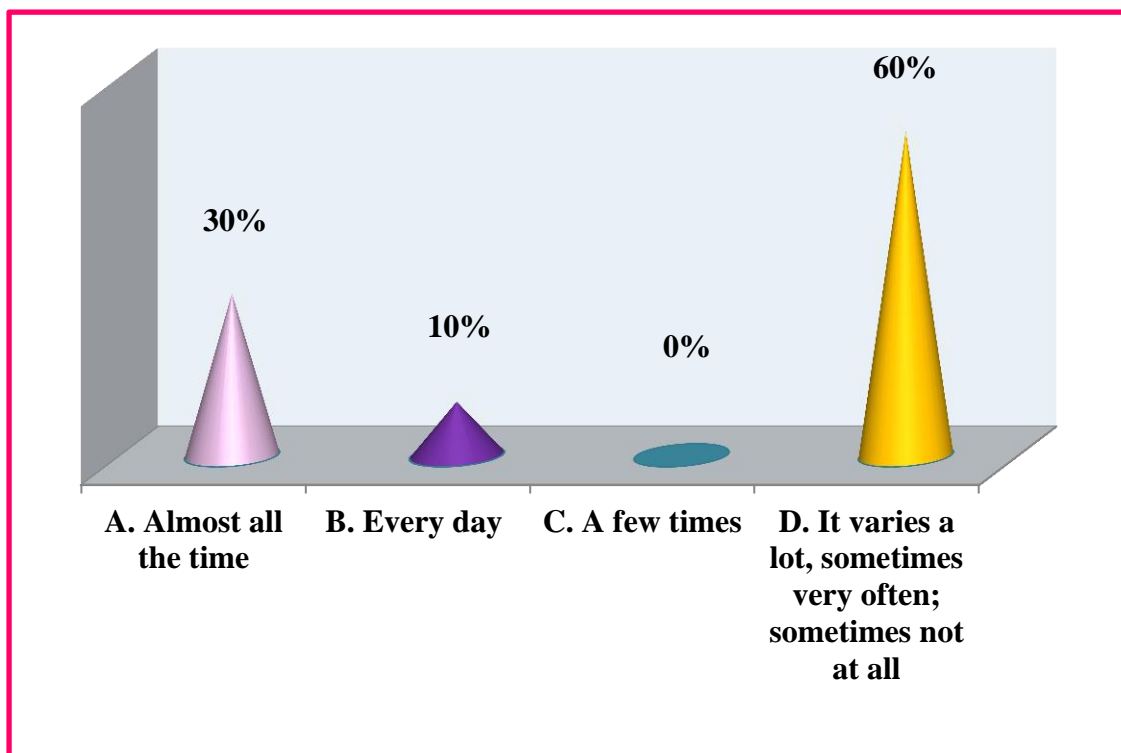 60%
30%
10%
0%
A. Almost all
the time
B. Every day
C. A few times
D. It varies a
lot, sometimes
very often;
sometimes not
at all